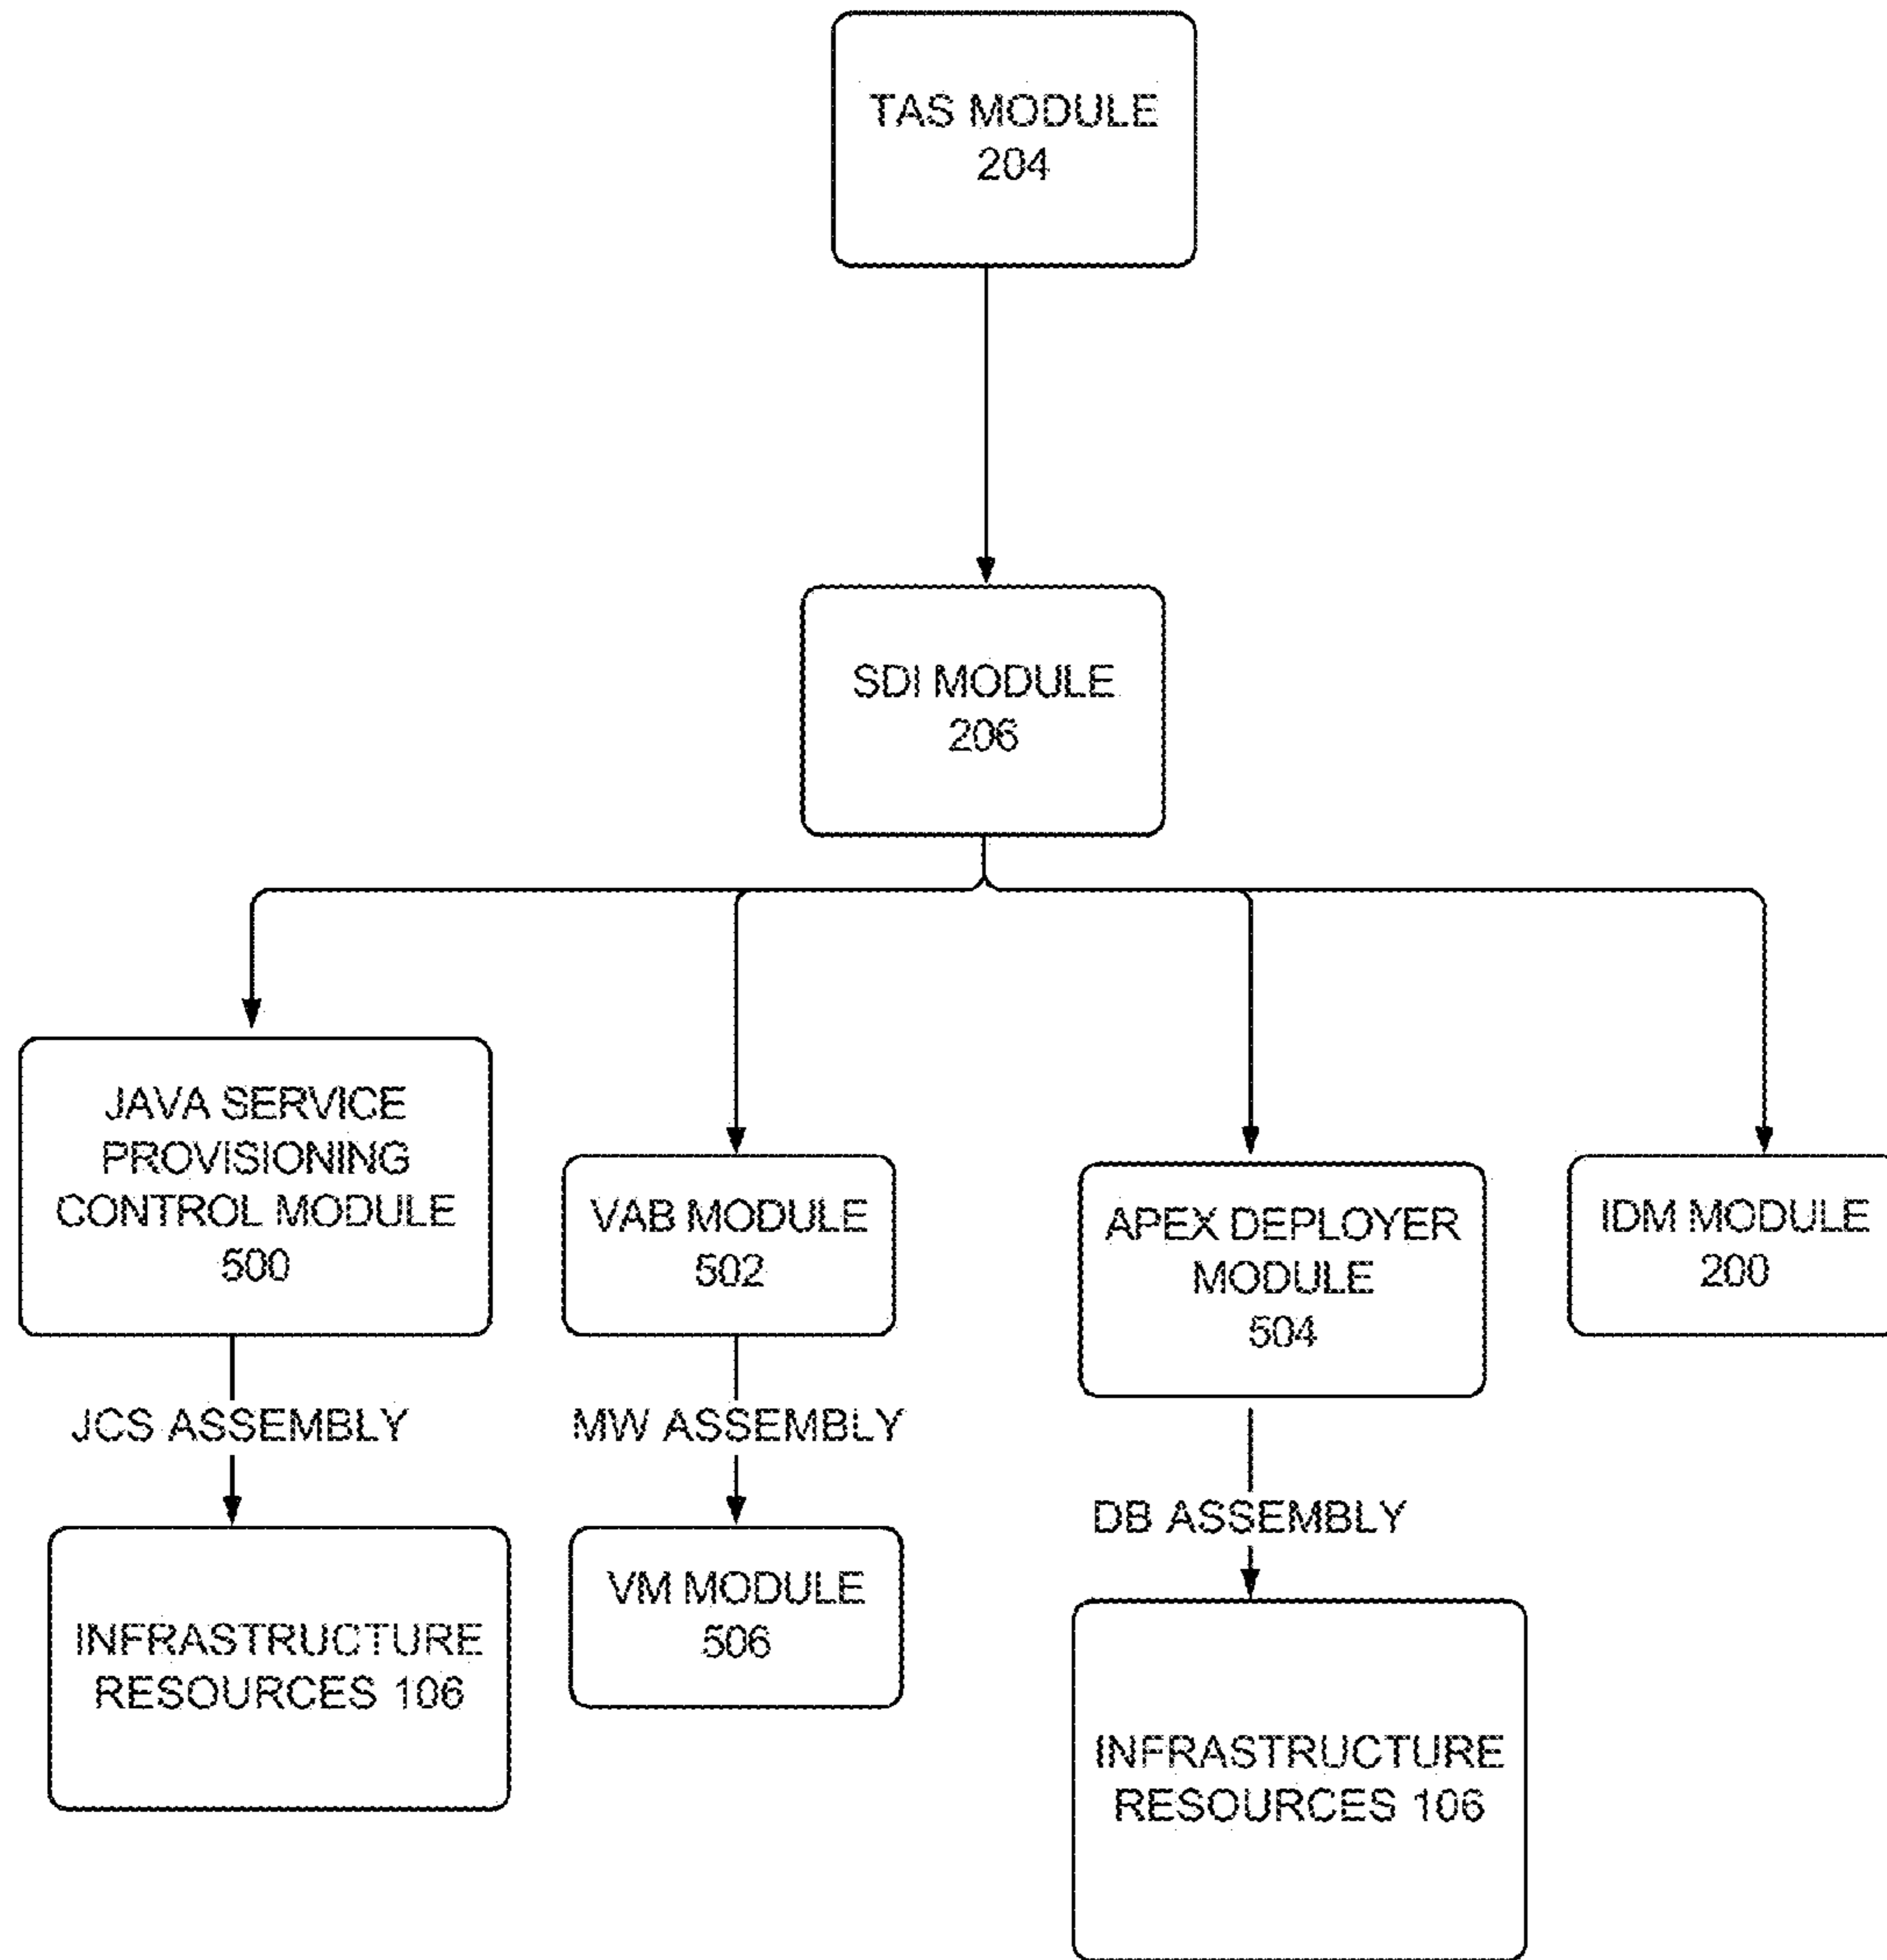 TAS MODULE
204
SDI MODULE
206
JAVA SERVICE
PROVISIONING
CONTROL MODULE
500
VAB MODULE
502
APEX DEPLOYER
MODULE
504
IDM MODULE
200
JCS ASSEMBLY
MW ASSEMBLY
DB ASSEMBLY
INFRASTRUCTURE
RESOURCES 106
VM MODULE
506
INFRASTRUCTURE
RESOURCES 106